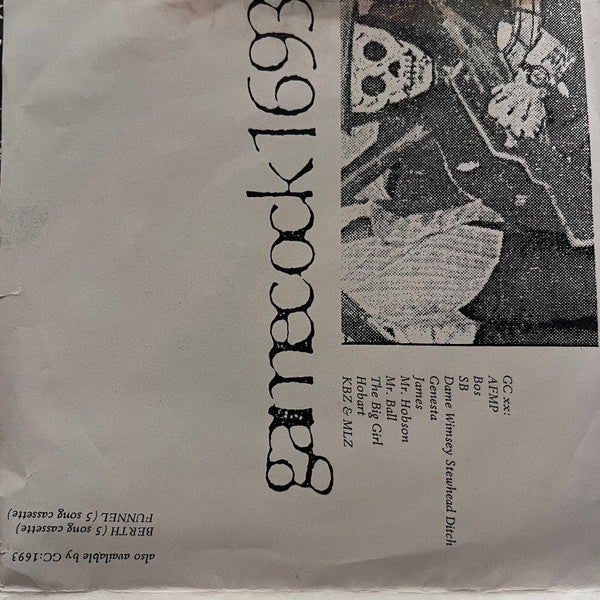 gamecock1693
GC xx:
AFMP
Bos
SB
Dame Wimsey Stewhead Ditch
Genesta
James
Mr. Hobson
Mr. Ball
The Big Girl
Hobart
KBZ & MLZ
also available by GC:1693
BERTH (5 song cassette)
FUNNEL (5 song cassette)